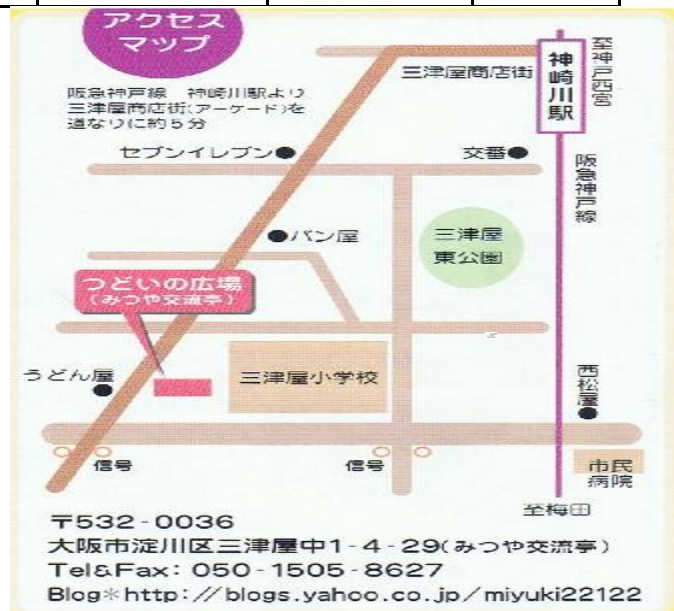 アクセス
マップ
阪急神戸線 神崎川駅より
三津屋商店街(アーケード)を
道なりに約5分
三津屋商店街
神崎川駅
至神戸西宮
阪急神戸線
セブンイレブン●
交番●
●パン屋
三津屋
東公園
つどいの広場
(みつや交流亭)
うどん屋
三津屋小学校
西松屋
信号
信号
市民
病院
至梅田
〒532-0036
大阪市淀川区三津屋中1-4-29(みつや交流亭)
Tel&Fax: 050-1505-8627
Blog*http://blogs.yahoo.co.jp/miyuki22122